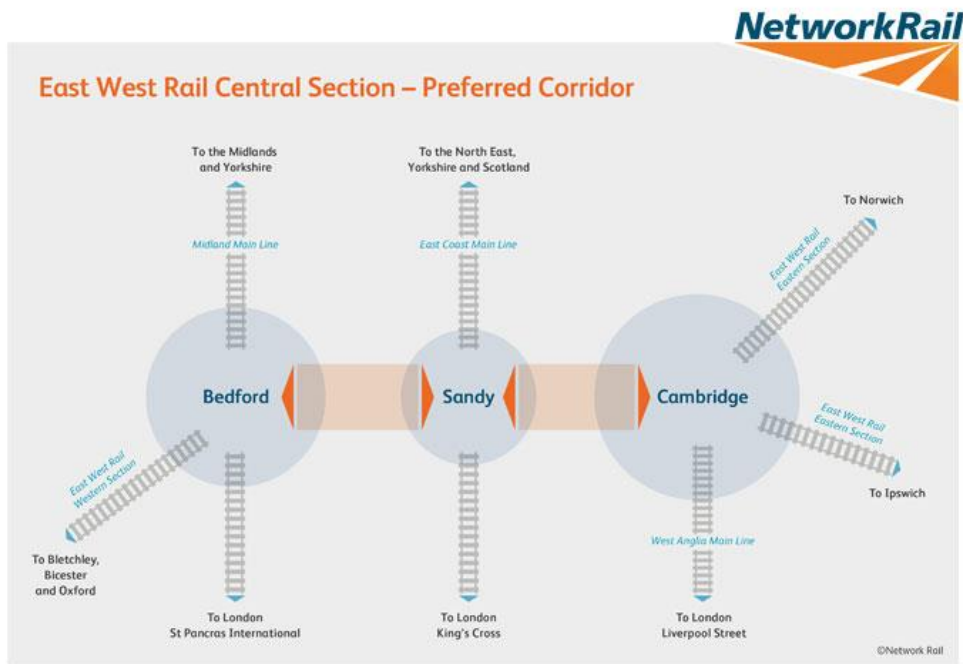 NetworkRail
East West Rail Central Section – Preferred Corridor
To the Midlands
and Yorkshire
To the North East,
Yorkshire and Scotland
To Norwich
Midland Main Line
East Coast Main Line
East West Rail
Eastern Section
Bedford
Sandy
Cambridge
East West Rail
Western Section
East West Rail
Eastern Section
To Ipswich
West Anglia Main Line
To Bletchley,
Bicester
and Oxford
To London
St Pancras International
To London
King's Cross
To London
Liverpool Street
©Network Rail